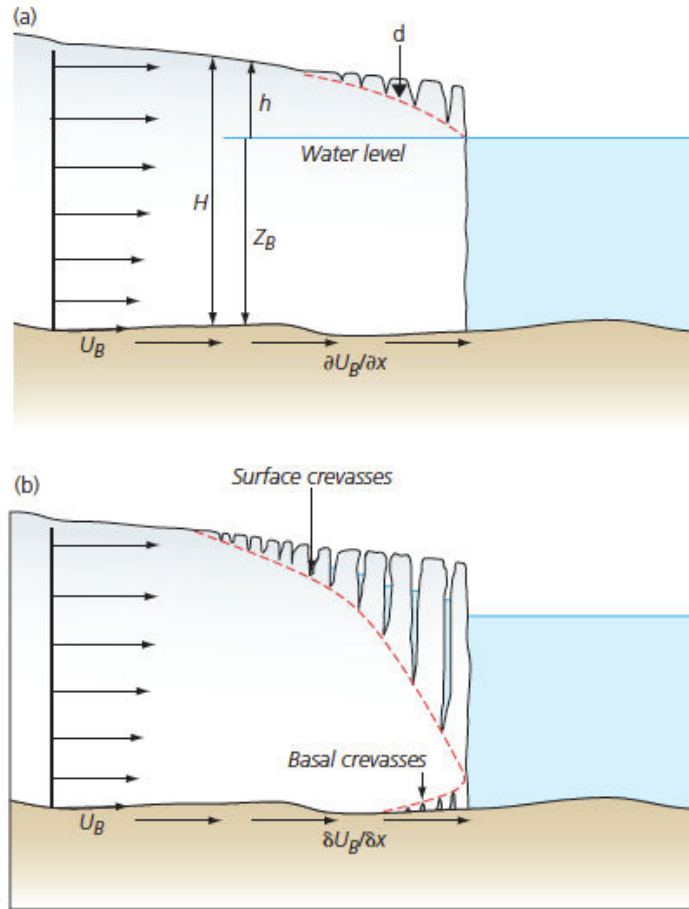 (a)
d
h
Water level
H
Z_B
U_B
∂U_B/∂x
(b)
Surface crevasses
Basal crevasses
U_B
δU_B/δx